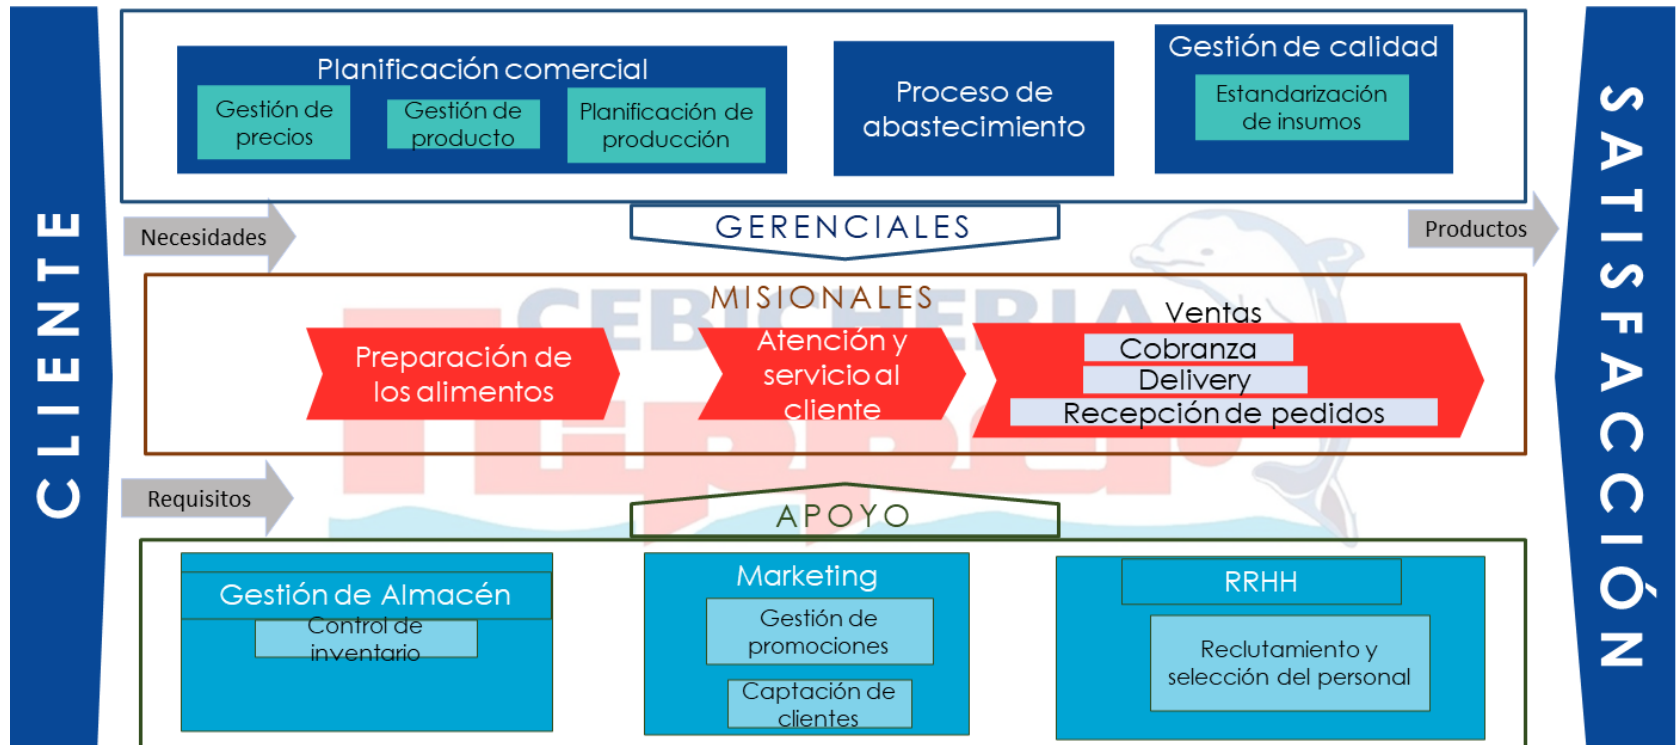 CLIENTE
Planificación comercial
Gestión de
precios
Gestión de
producto
Planificación de
producción
Proceso de
abastecimiento
Gestión de calidad
Estandarización
de insumos
GERENCIALES
Necesidades
Productos
MISIONALES
CEBICHERIA
Flipper
Preparación de
los alimentos
Atención y
servicio al
cliente
Ventas
Cobranza
Delivery
Recepción de pedidos
Requisitos
APOYO
Gestión de Almacén
Control de
inventario
Marketing
Gestión de
promociones
Captación de
clientes
RRHH
Reclutamiento y
selección del personal
SATISFACCIÓN